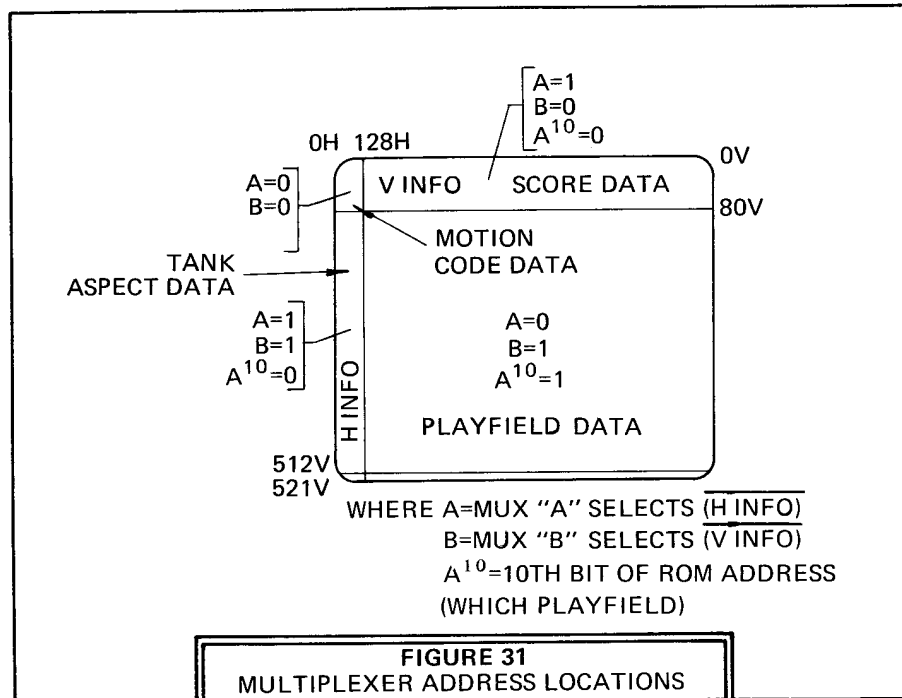 A=1
B=0
A¹⁰=0
0H 128H
0V
A=0
B=0
V INFO SCORE DATA
80V
MOTION
CODE DATA
TANK
ASPECT DATA
A=1
B=1
A¹⁰=0
A=0
B=1
A¹⁰=1
H INFO
PLAYFIELD DATA
512V
521V
WHERE A=MUX "A" SELECTS (H INFO)
B=MUX "B" SELECTS (V INFO)
A¹⁰=10TH BIT OF ROM ADDRESS
(WHICH PLAYFIELD)
FIGURE 31
MULTIPLEXER ADDRESS LOCATIONS